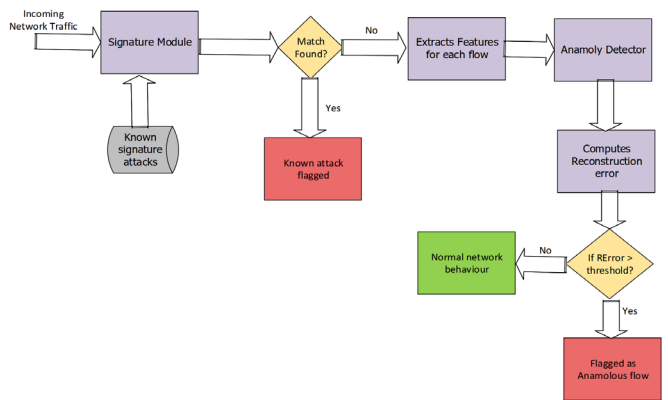 Incoming
Network Traffic
Signature Module
Match
Found?
No
Extracts Features
for each flow
Anamoly Detector
Yes
Known
signature
attacks
Known attack
flagged
Computes
Reconstruction
error
No
Normal network
behaviour
If RError >
threshold?
Yes
Flagged as
Anamolous flow